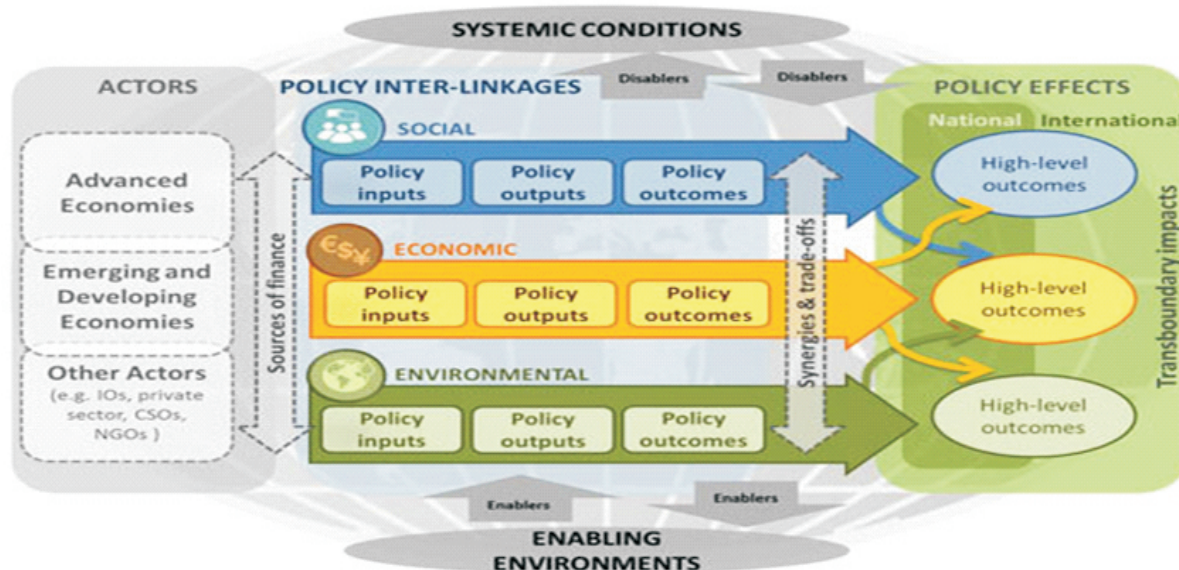 SYSTEMIC CONDITIONS
Disablers
Disablers
ACTORS
POLICY INTER-LINKAGES
POLICY EFFECTS
National
International
SOCIAL
Advanced
Economies
Policy
inputs
Policy
outputs
Policy
outcomes
High-level
outcomes
Emerging and
Developing
Economies
Sources of finance
€$¥
ECONOMIC
Policy
inputs
Policy
outputs
Policy
outcomes
Synergies & trade-offs
High-level
outcomes
Transboundary impacts
Other Actors
(e.g. IOs, private
sector, CSOs,
NGOs )
ENVIRONMENTAL
Policy
inputs
Policy
outputs
Policy
outcomes
High-level
outcomes
Enablers
Enablers
ENABLING
ENVIRONMENTS